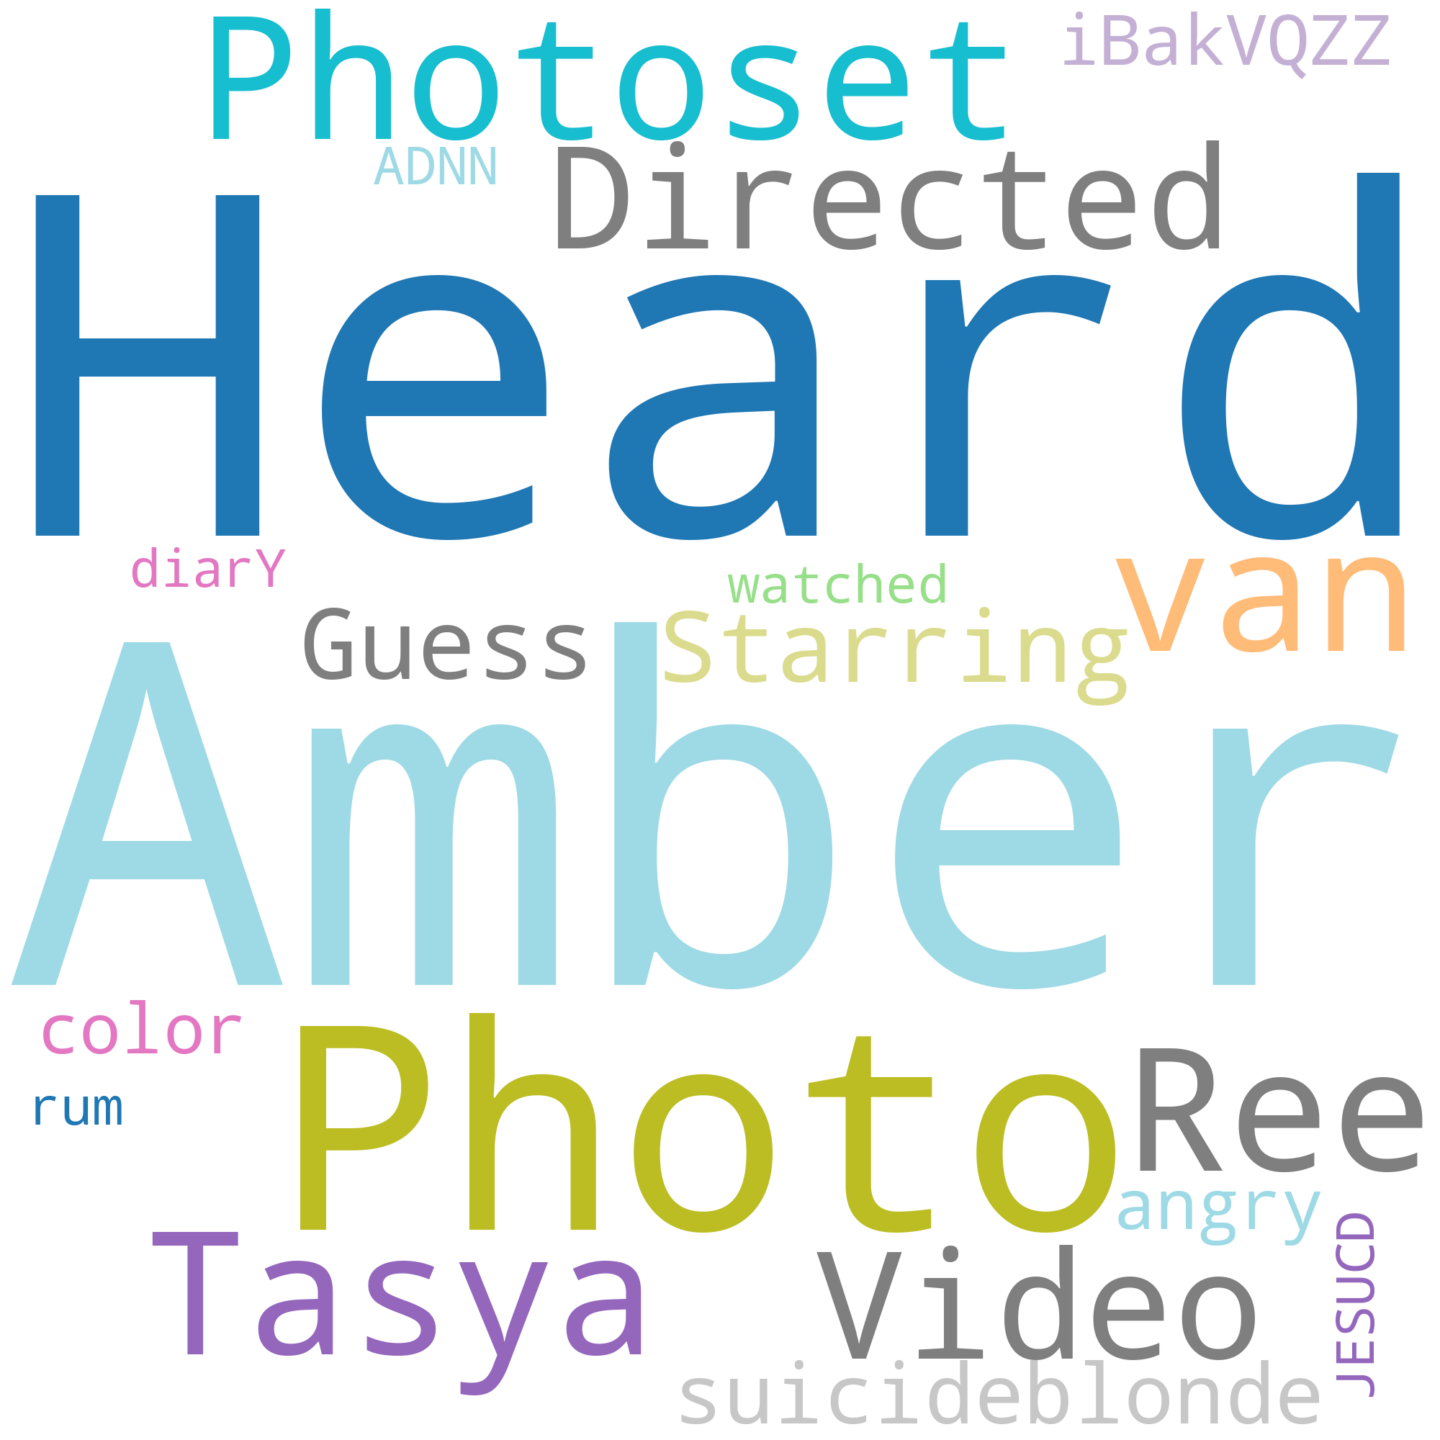 Photoset
iBakVQZZ
ADNN
Directed
Heard
diarY
watched
van
Guess
Starring
Amber
color
Photo
Ree
rum
angry
Tasya
Video
JESUCD
suicideblonde